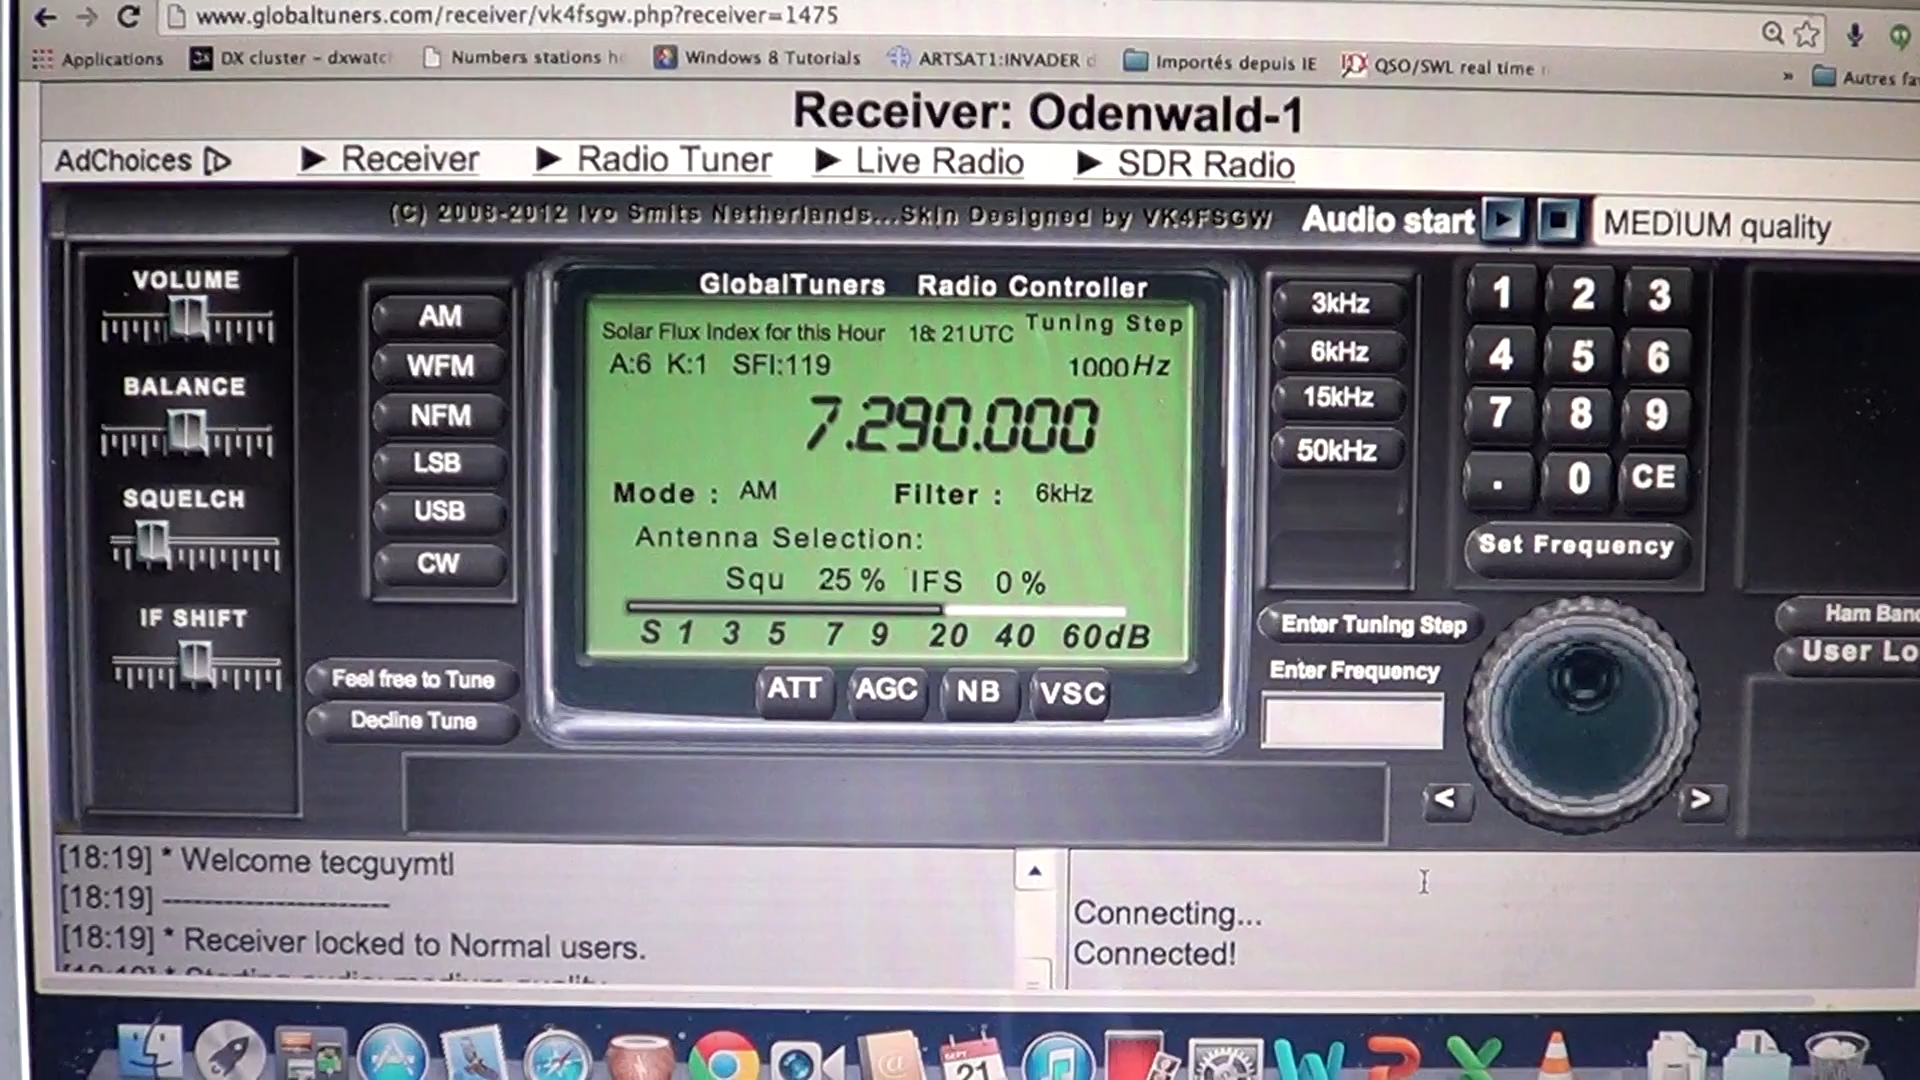 www.globaltuners.com/receiver/vk4fsgw.php?receiver=1475
Applications DX cluster - dxwatc Numbers stations h Windows 8 Tutorials ARTSAT1:INVADER Importés depuis IE QSO/SWL real time » Autres fa
Receiver: Odenwald-1
AdChoices ▶ Receiver ▶ Radio Tuner ▶ Live Radio ▶ SDR Radio
(C) 2008-2012 Ivo Smits Netherlands...Skin Designed by VK4FSGW Audio start MEDIUM quality
VOLUME
BALANCE
SQUELCH
IF SHIFT
AM
WFM
NFM
LSB
USB
CW
Feel free to Tune
Decline Tune
GlobalTuners Radio Controller
Solar Flux Index for this Hour 18: 21 UTC Tuning Step
A:6 K:1 SFI:119 1000Hz
7.290.000
Mode : AM Filter : 6kHz
Antenna Selection:
Squ 25 % IFS 0 %
S 1 3 5 7 9 20 40 60dB
ATT AGC NB VSC
3kHz
6kHz
15kHz
50kHz
1 2 3
4 5 6
7 8 9
. 0 CE
Set Frequency
Enter Tuning Step
Enter Frequency
< >
Ham Ban
User Lo
[18:19] * Welcome tecguymtl
[18:19] ----------------------
[18:19] * Receiver locked to Normal users.
Connecting...
Connected!
SEPT
21